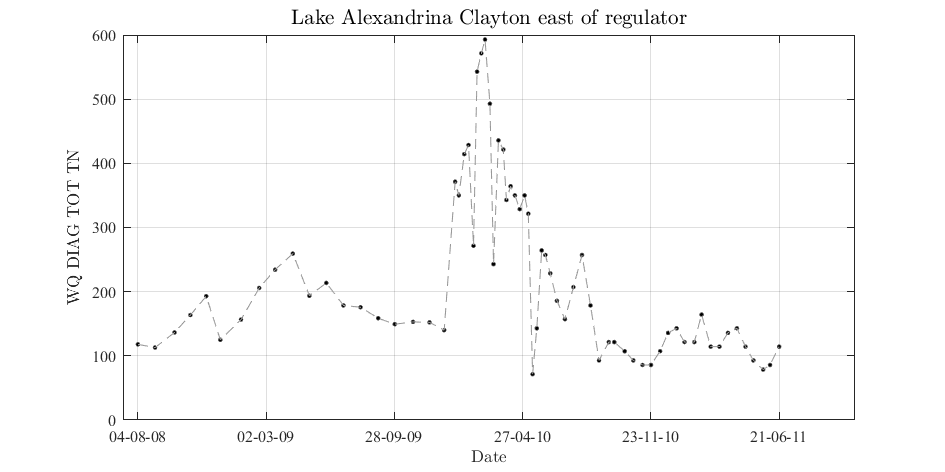 Lake Alexandrina Clayton east of regulator
600
500
400
300
200
100
0
WQ DIAG TOT TN
04-08-08 02-03-09 28-09-09 27-04-10 23-11-10 21-06-11
Date